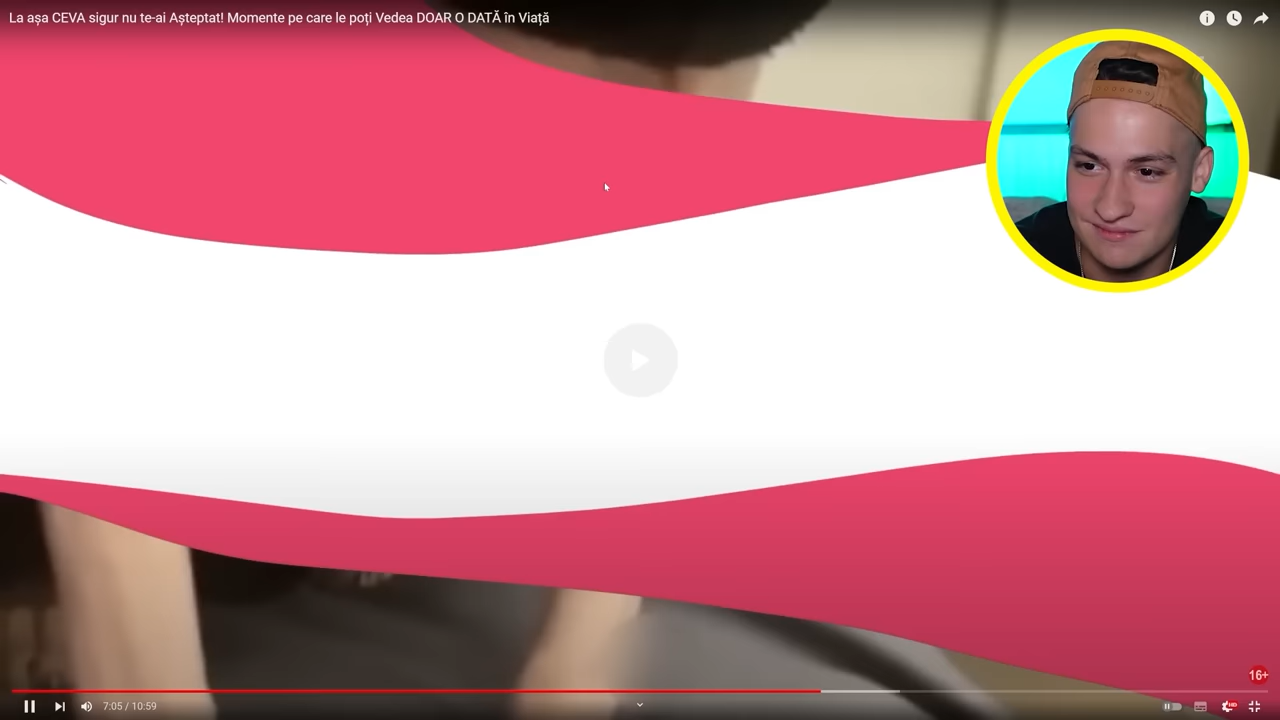 La așa CEVA sigur nu te-ai Așteptat! Momente pe care le poți Vedea DOAR O DATĂ în Viață
16+
7:05 / 10:59
HD